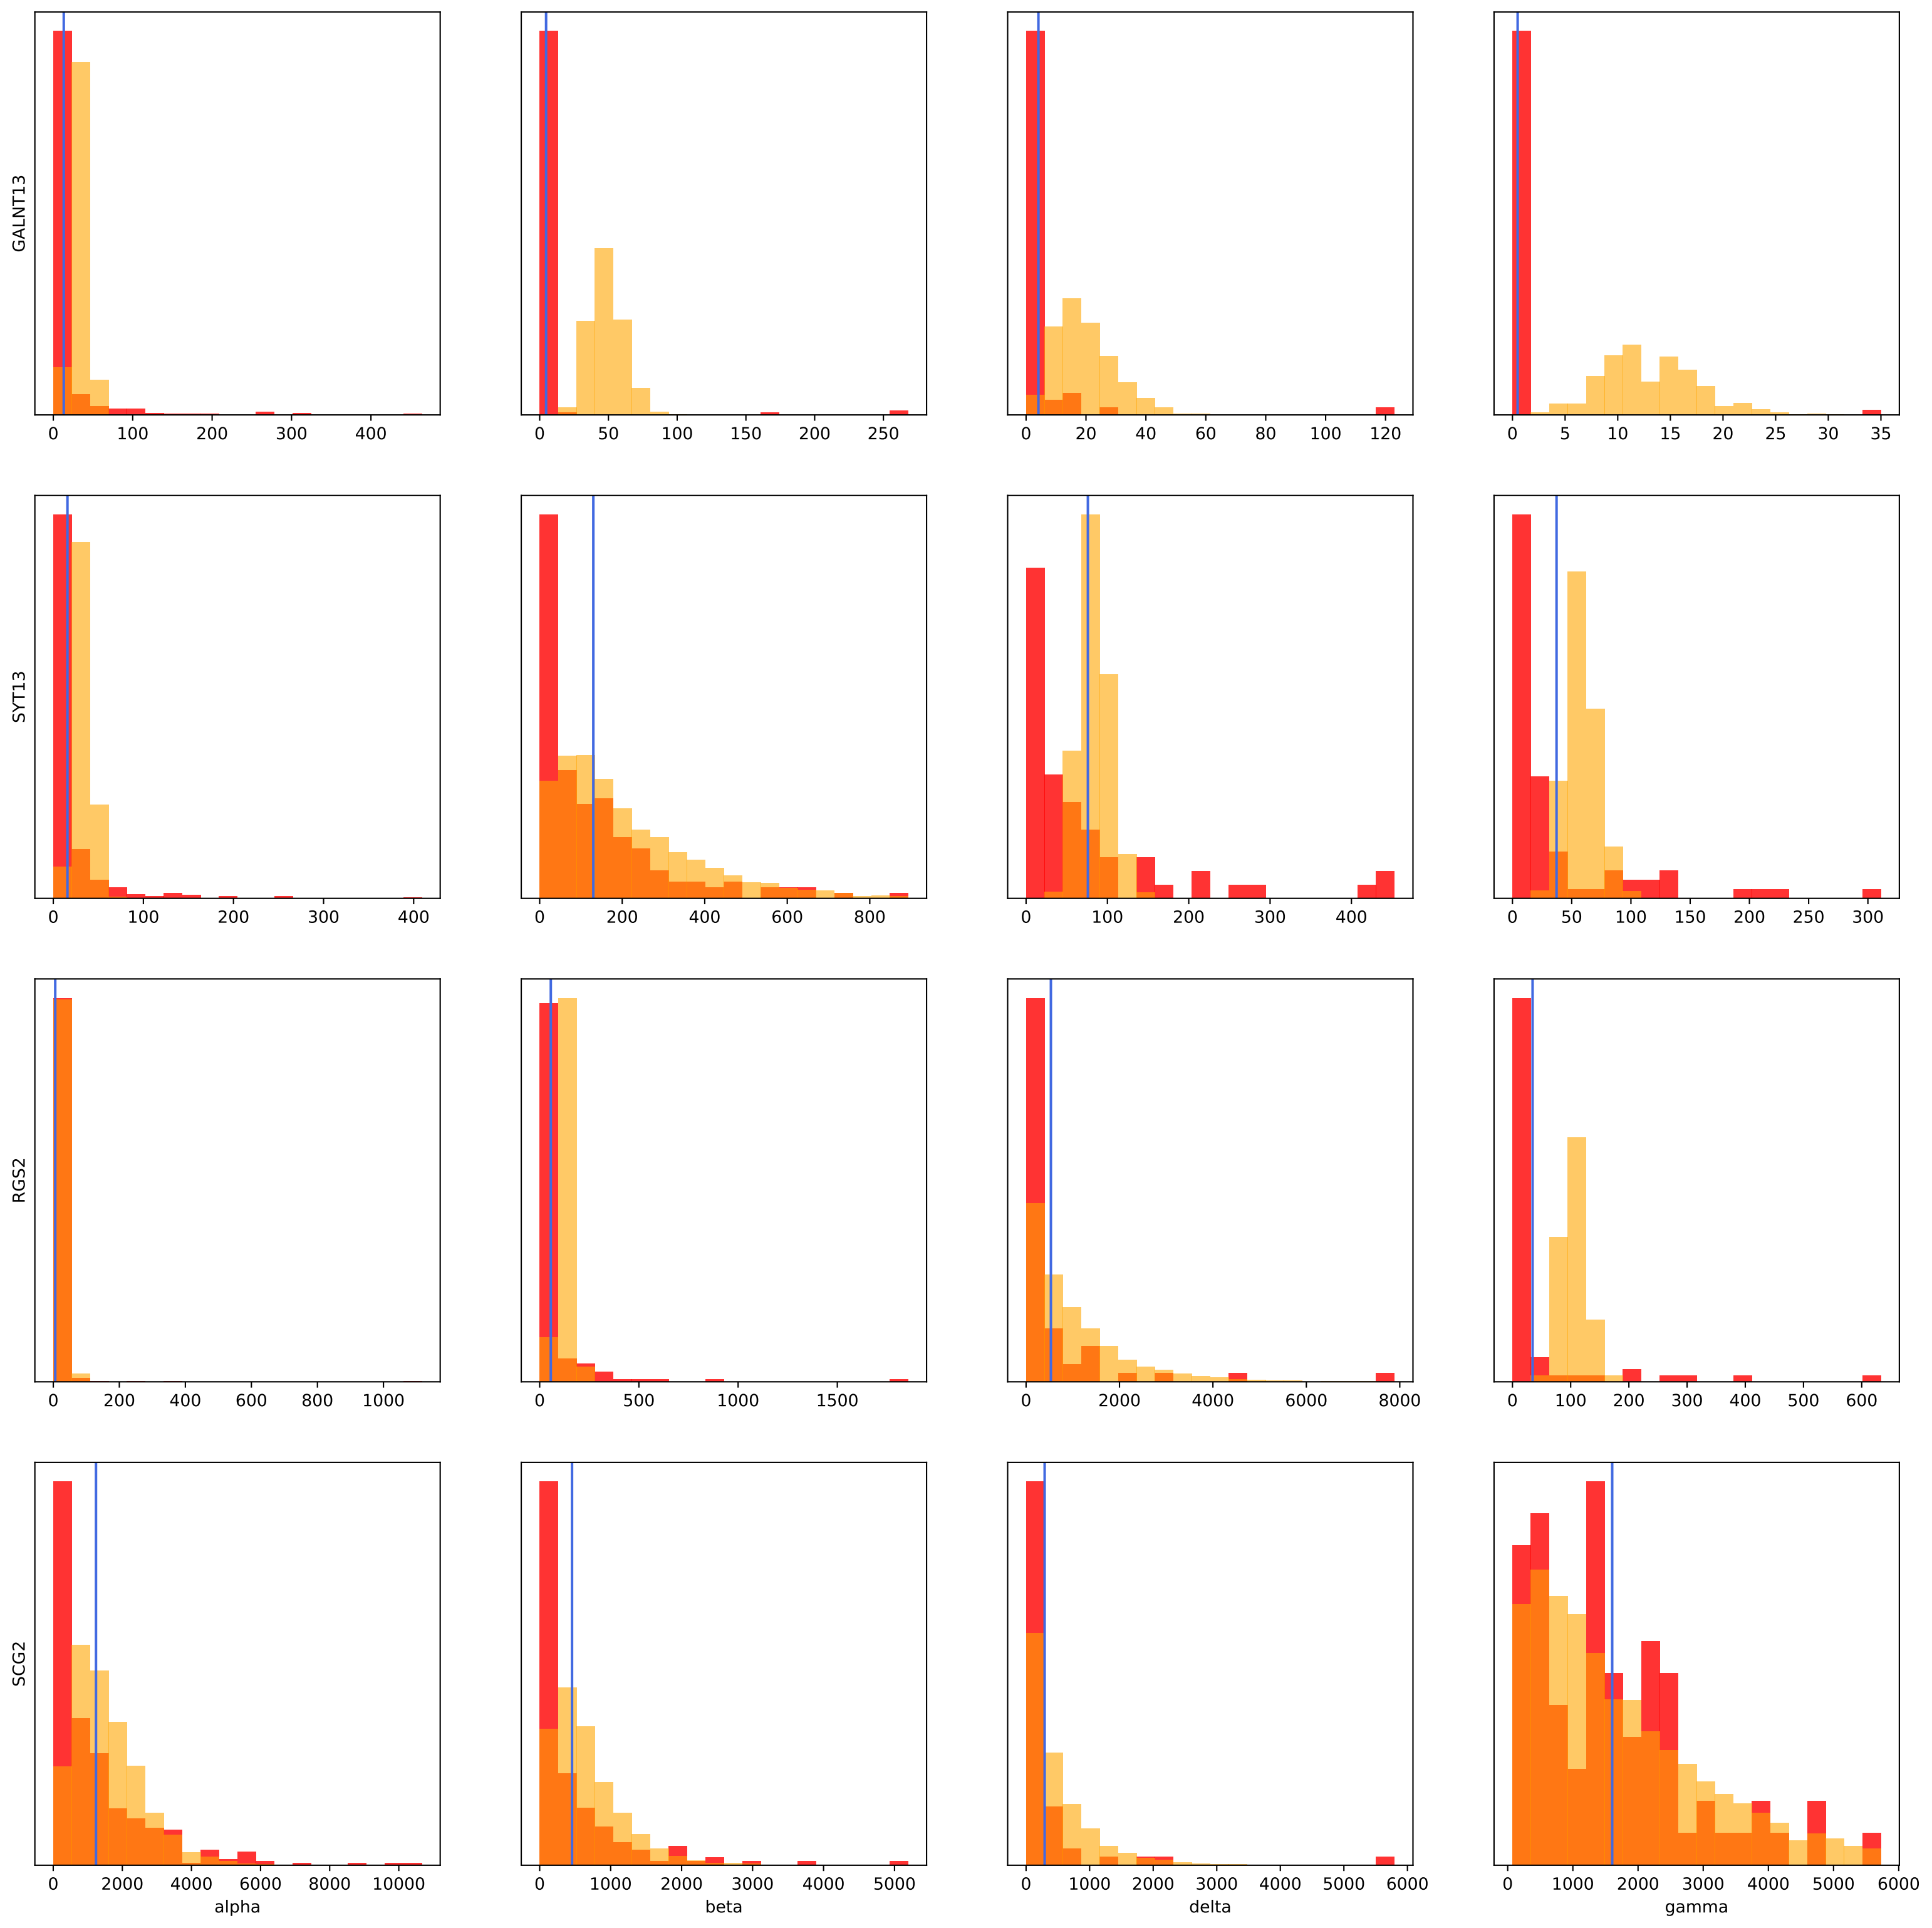 GALNT13
0 100 200 300 400
0 50 100 150 200 250
0 20 40 60 80 100 120
0 5 10 15 20 25 30 35
SYT13
0 100 200 300 400
0 200 400 600 800
0 100 200 300 400
0 50 100 150 200 250 300
RGS2
0 200 400 600 800 1000
0 500 1000 1500
0 2000 4000 6000 8000
0 100 200 300 400 500 600
SCG2
0 2000 4000 6000 8000 10000
alpha
0 1000 2000 3000 4000 5000
beta
0 1000 2000 3000 4000 5000 6000
delta
0 1000 2000 3000 4000 5000 6000
gamma